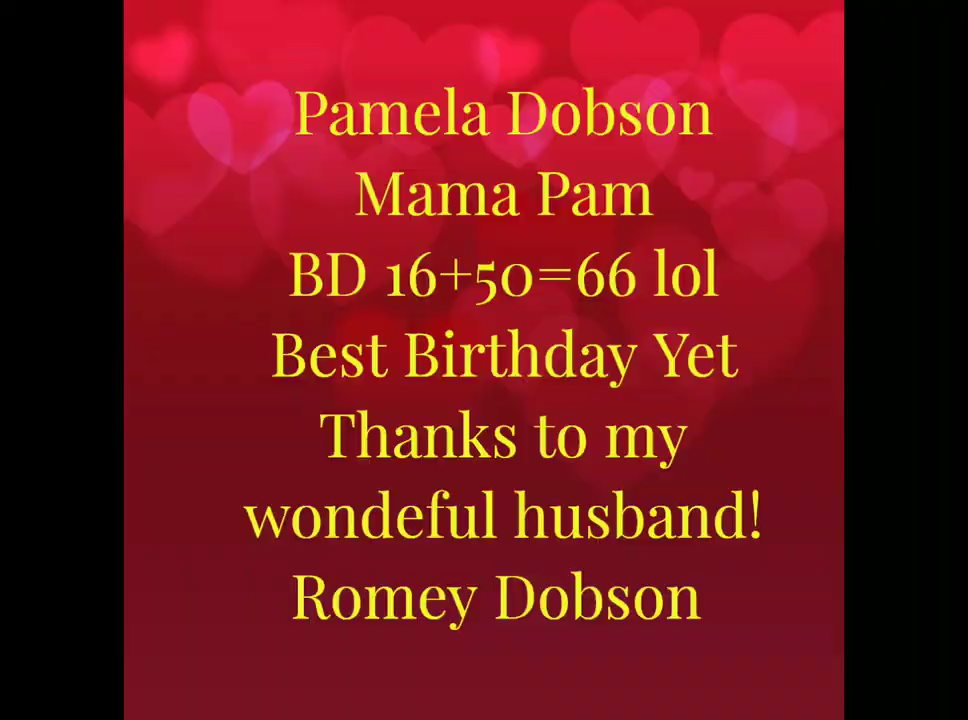 Pamela Dobson
Mama Pam
BD 16+50=66 lol
Best Birthday Yet
Thanks to my
wondeful husband!
Romey Dobson